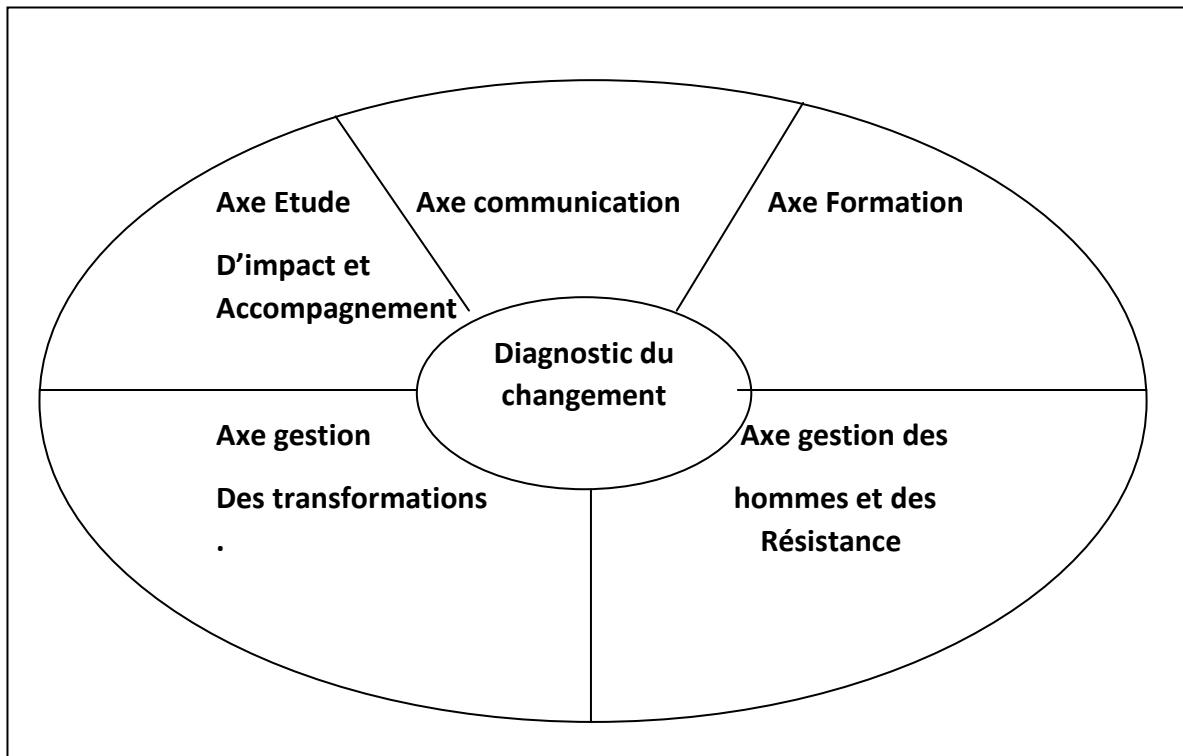 Axe Etude
D’impact et
Accompagnement
Axe communication
Axe Formation
Diagnostic du
changement
Axe gestion
Des transformations
.
Axe gestion des
hommes et des
Résistance